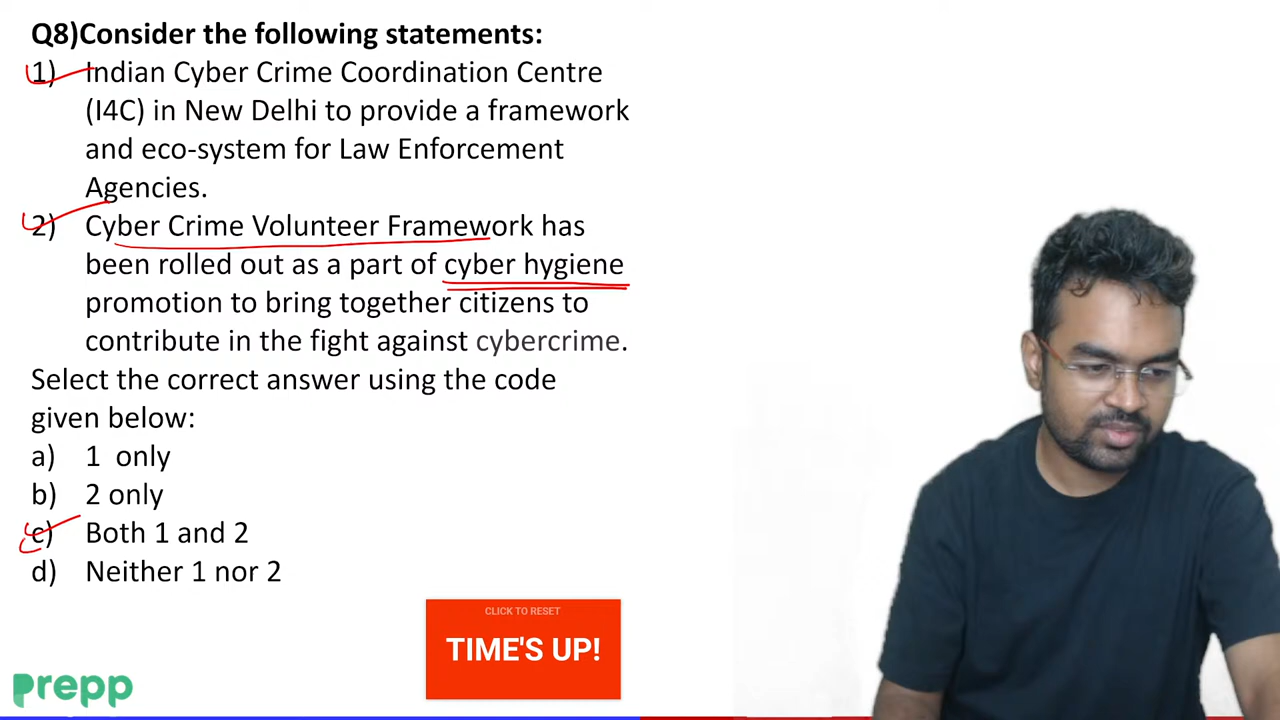 Q8)Consider the following statements:
1) Indian Cyber Crime Coordination Centre
(I4C) in New Delhi to provide a framework
and eco-system for Law Enforcement
Agencies.
2) Cyber Crime Volunteer Framework has
been rolled out as a part of cyber hygiene
promotion to bring together citizens to
contribute in the fight against cybercrime.
Select the correct answer using the code
given below:
a) 1 only
b) 2 only
c) Both 1 and 2
d) Neither 1 nor 2
CLICK TO RESET
TIME'S UP!
prepp